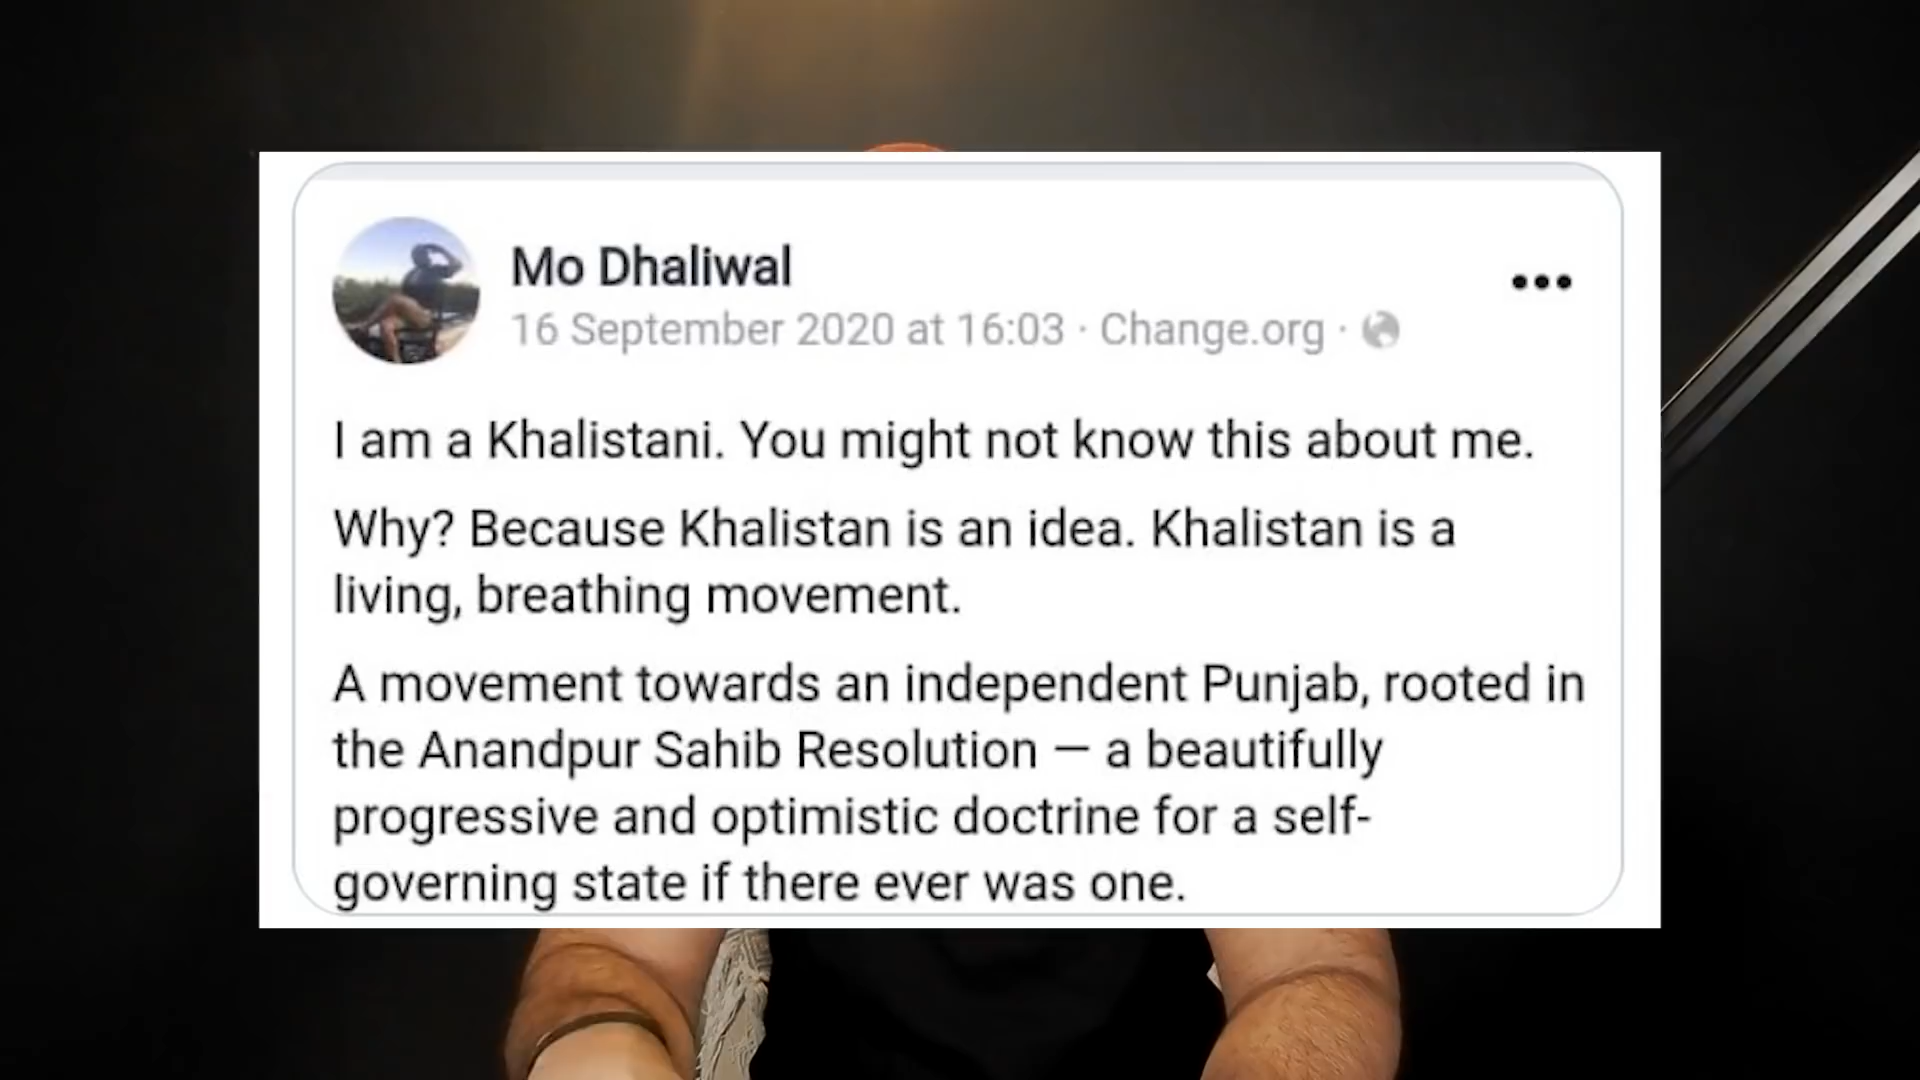 Mo Dhaliwal
16 September 2020 at 16:03 · Change.org ·
I am a Khalistani. You might not know this about me.
Why? Because Khalistan is an idea. Khalistan is a
living, breathing movement.
A movement towards an independent Punjab, rooted in
the Anandpur Sahib Resolution — a beautifully
progressive and optimistic doctrine for a self-
governing state if there ever was one.